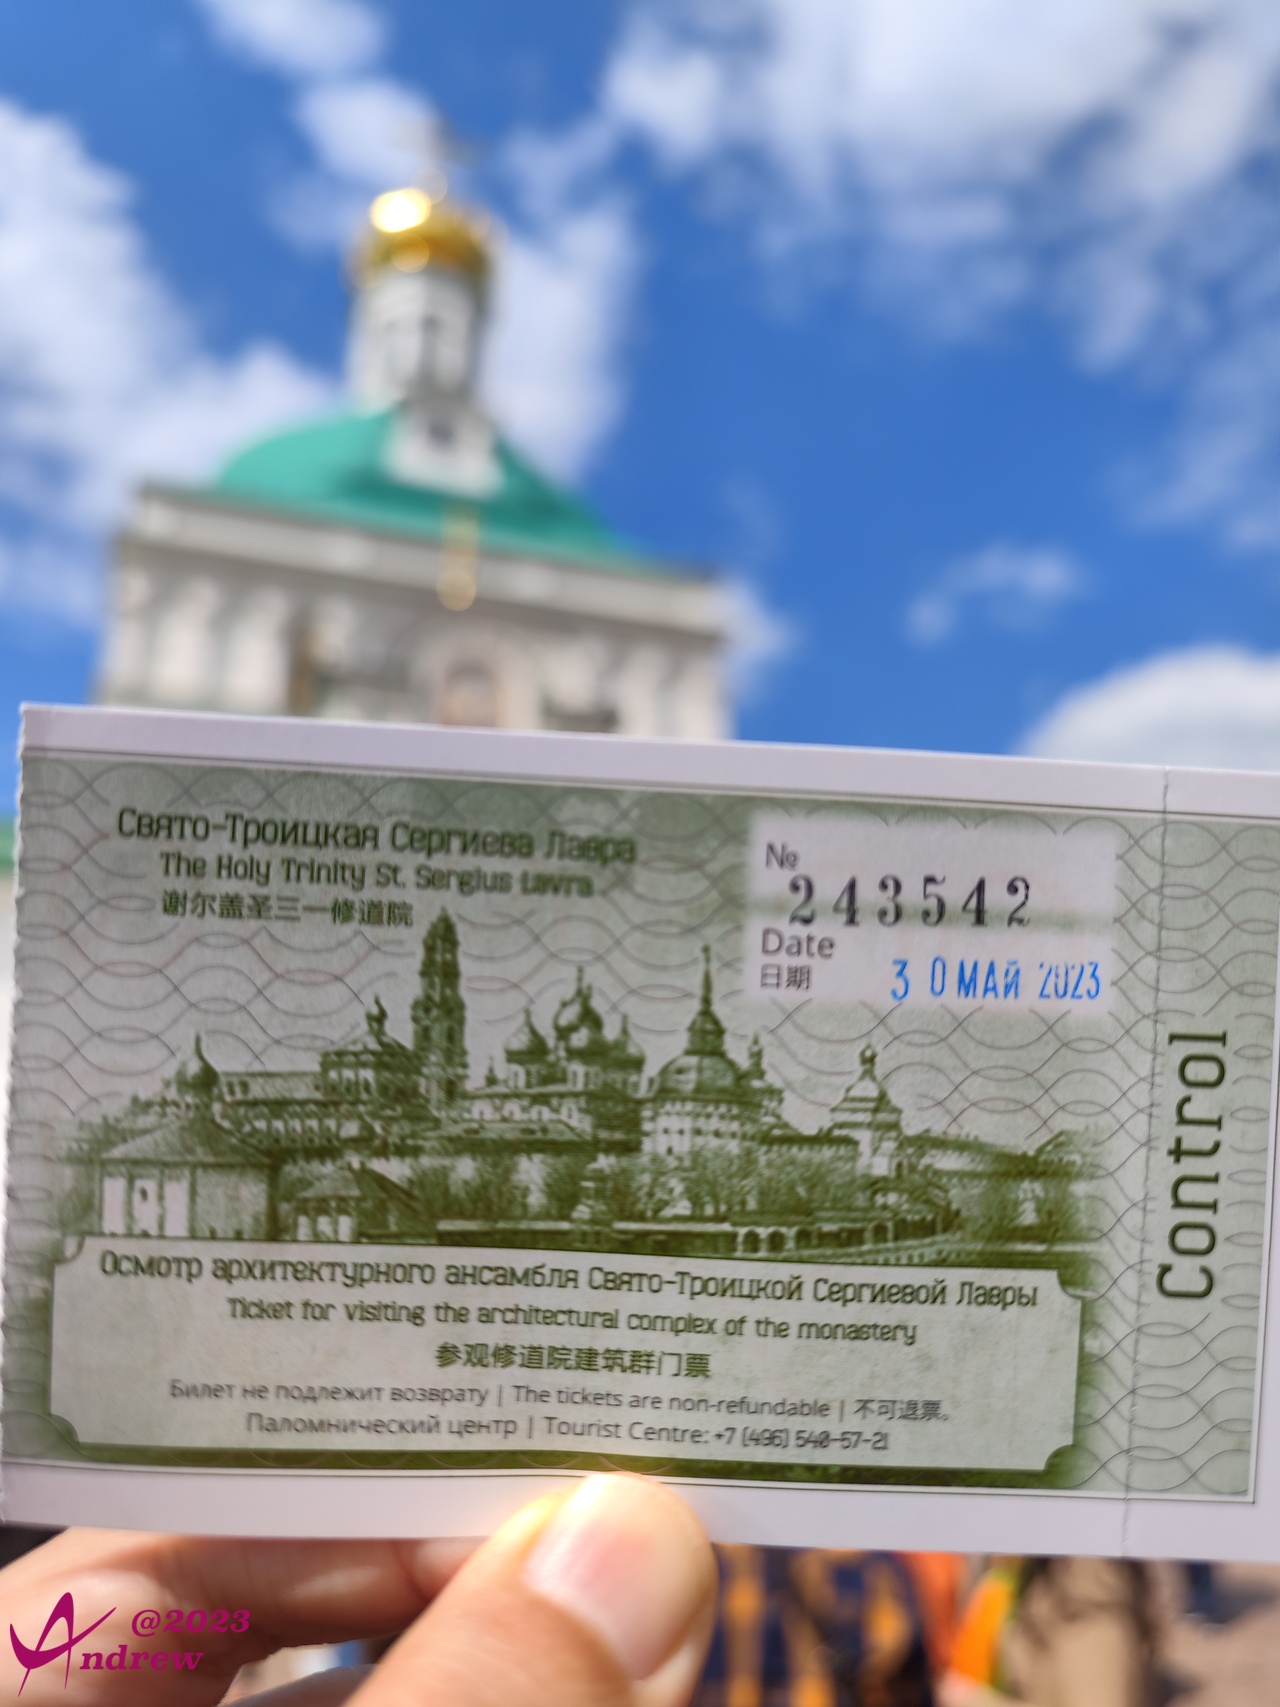 Свято-Троицкая Сергиева Лавра
The Holy Trinity St. Sergius Lavra
谢尔盖圣三一修道院
№
243542
Date
日期
30 МАЙ 2023
Control
Осмотр архитектурного ансамбля Свято-Троицкой Сергиевой Лавры
Ticket for visiting the architectural complex of the monastery
参观修道院建筑群门票
Билет не подлежит возврату | The tickets are non-refundable | 不可退票。
Паломнический центр | Tourist Centre: +7 (496) 540-57-21
@2023
Andrew